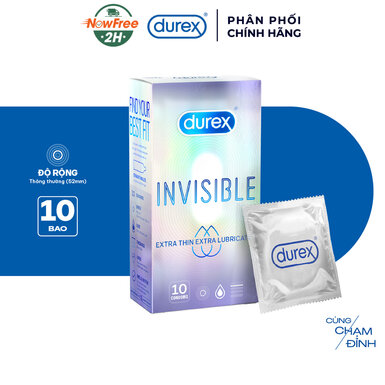 NowFree
2H
durex
PHÂN PHỐI
CHÍNH HÃNG
FIND YOUR
BEST FIT
durex
INVISIBLE
EXTRA THIN EXTRA LUBRICATED
10
CONDOMS
ĐỘ RỘNG
Thông thường (52mm)
10
BAO
durex
CÙNG
CHẠM
ĐỈNH